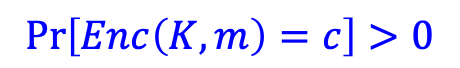 Pr[Enc(K, m) = c] > 0